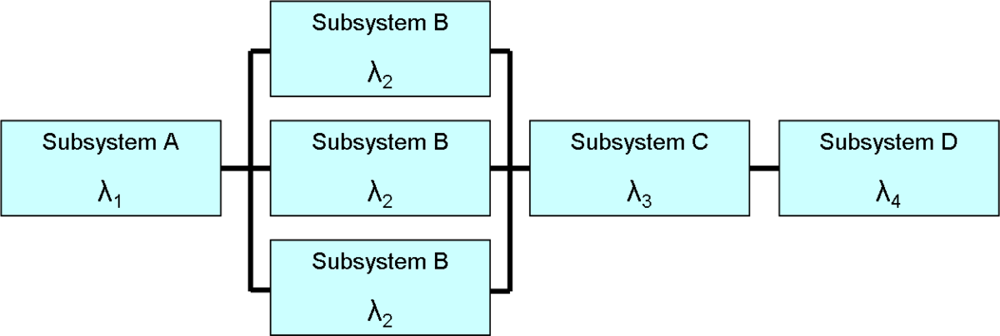 Subsystem B
λ2
Subsystem A
λ1
Subsystem B
λ2
Subsystem C
λ3
Subsystem D
λ4
Subsystem B
λ2